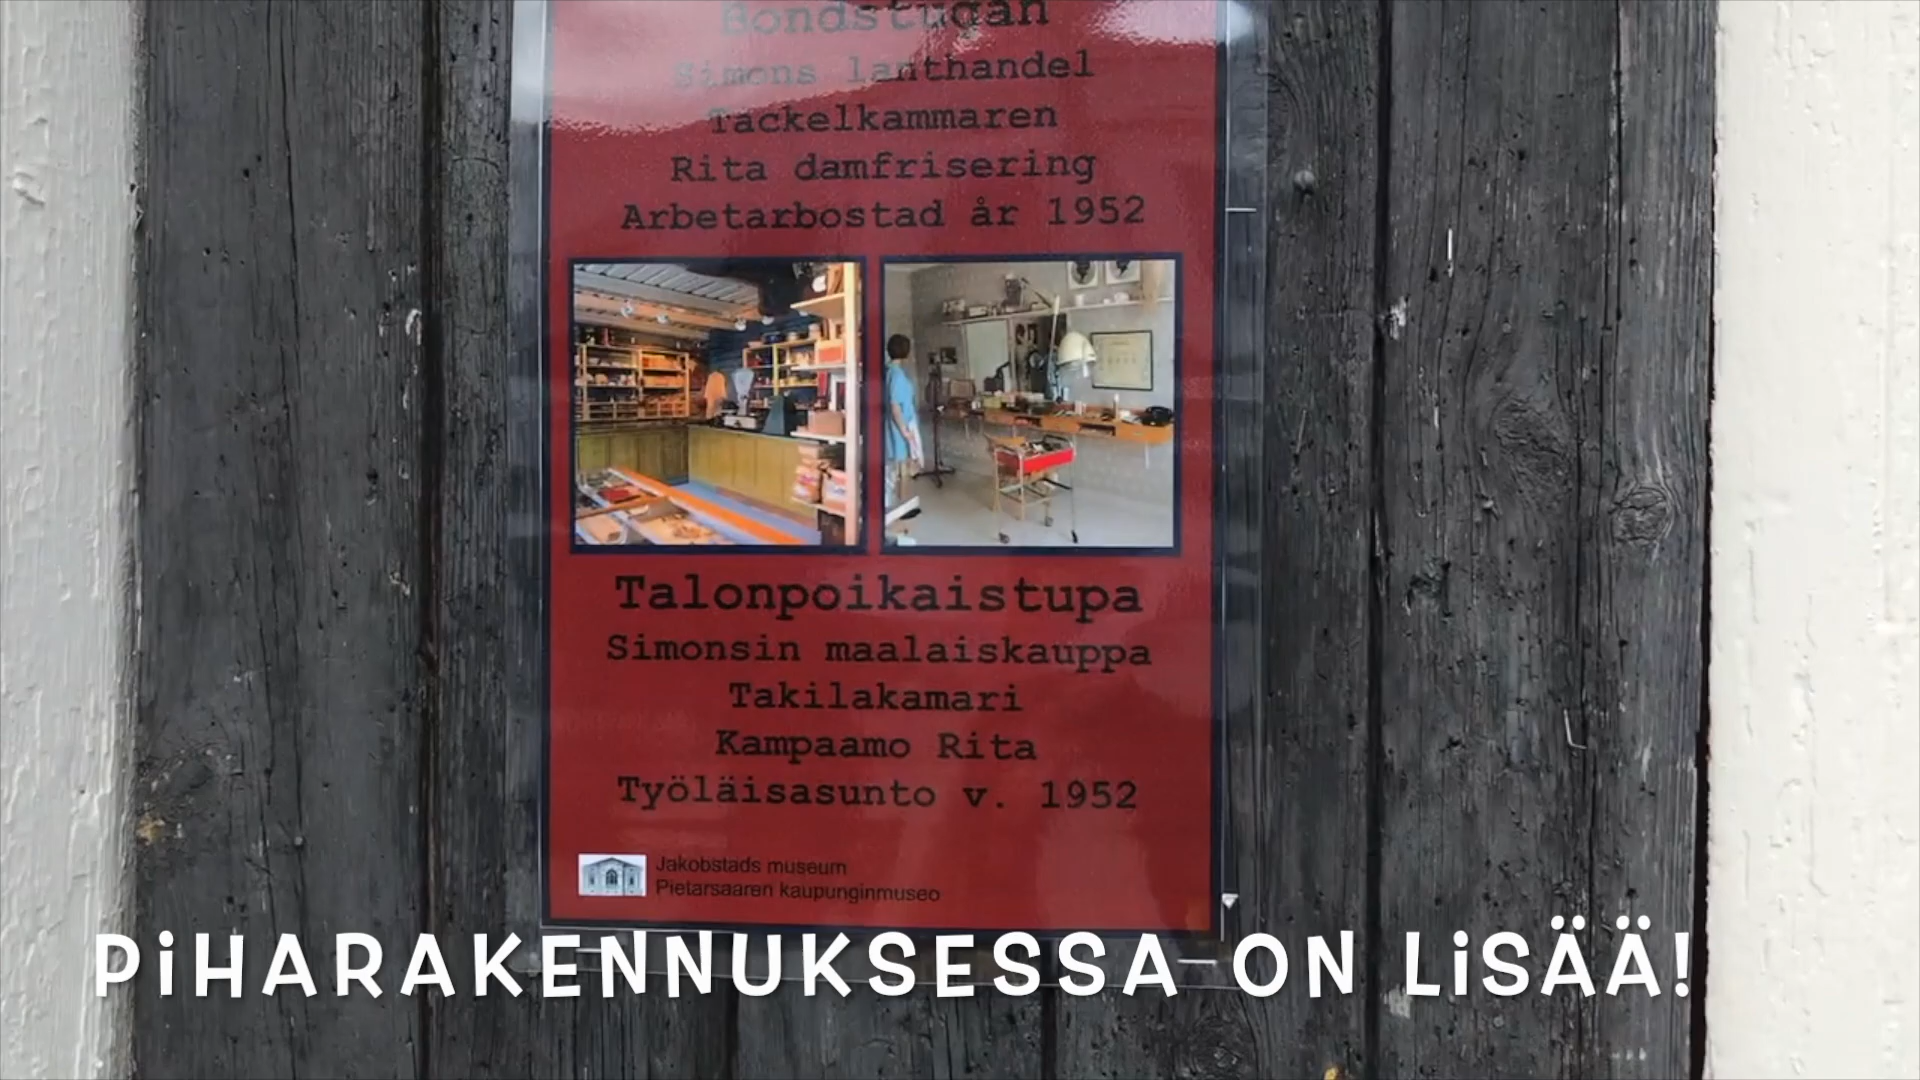 Bondstugan
Simons lanthandel
Tackelkammaren
Rita damfrisering
Arbetarbostad år 1952
Talonpoikaistupa
Simonsin maalaiskauppa
Takilakamari
Kampaamo Rita
Työläisasunto v. 1952
Jakobstads museum
Pietarsaaren kaupunginmuseo
PiHARAKENNUKSESSA ON LiSÄÄ!